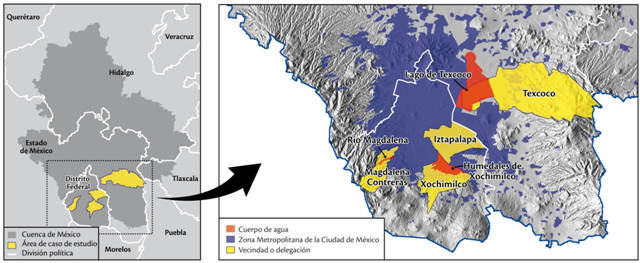 Querétaro
Veracruz
Hidalgo
Estado
de México
Distrito
Federal
Tlaxcala
Puebla
Morelos
Cuenca de México
Área de caso de estudio
División política
Lago de Texcoco
Texcoco
Río Magdalena
Iztapalapa
Magdalena
Contreras
Humedales de
Xochimilco
Xochimilco
Cuerpo de agua
Zona Metropolitana de la Ciudad de México
Vecindad o delegación